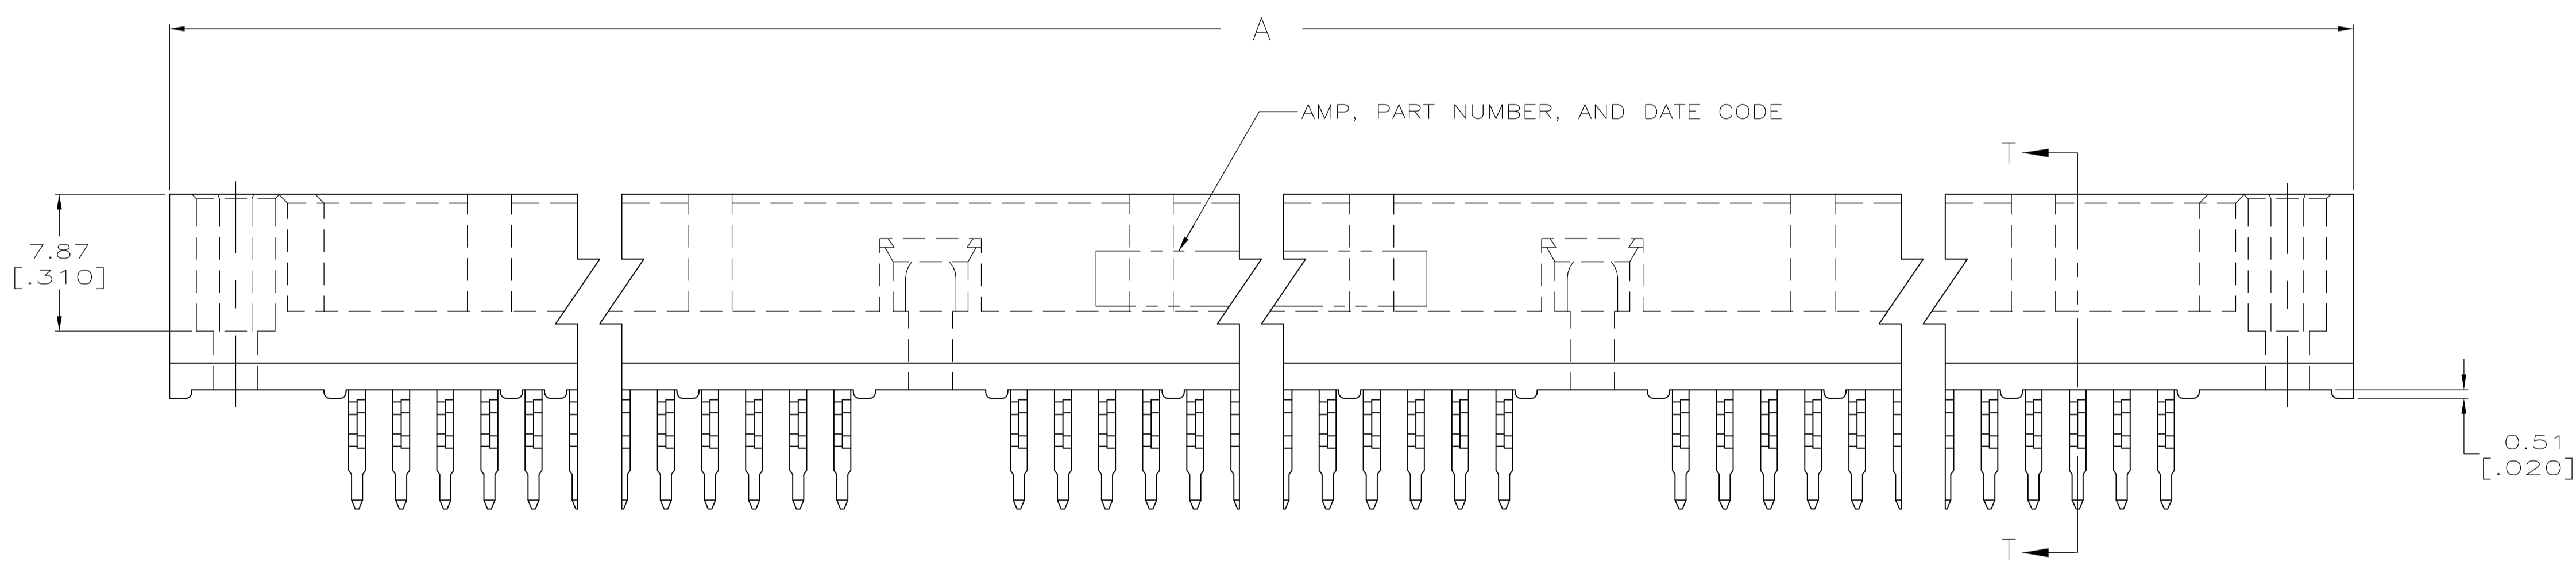 A
AMP, PART NUMBER, AND DATE CODE
T
7.87
[.310]
0.51
[.020]
T